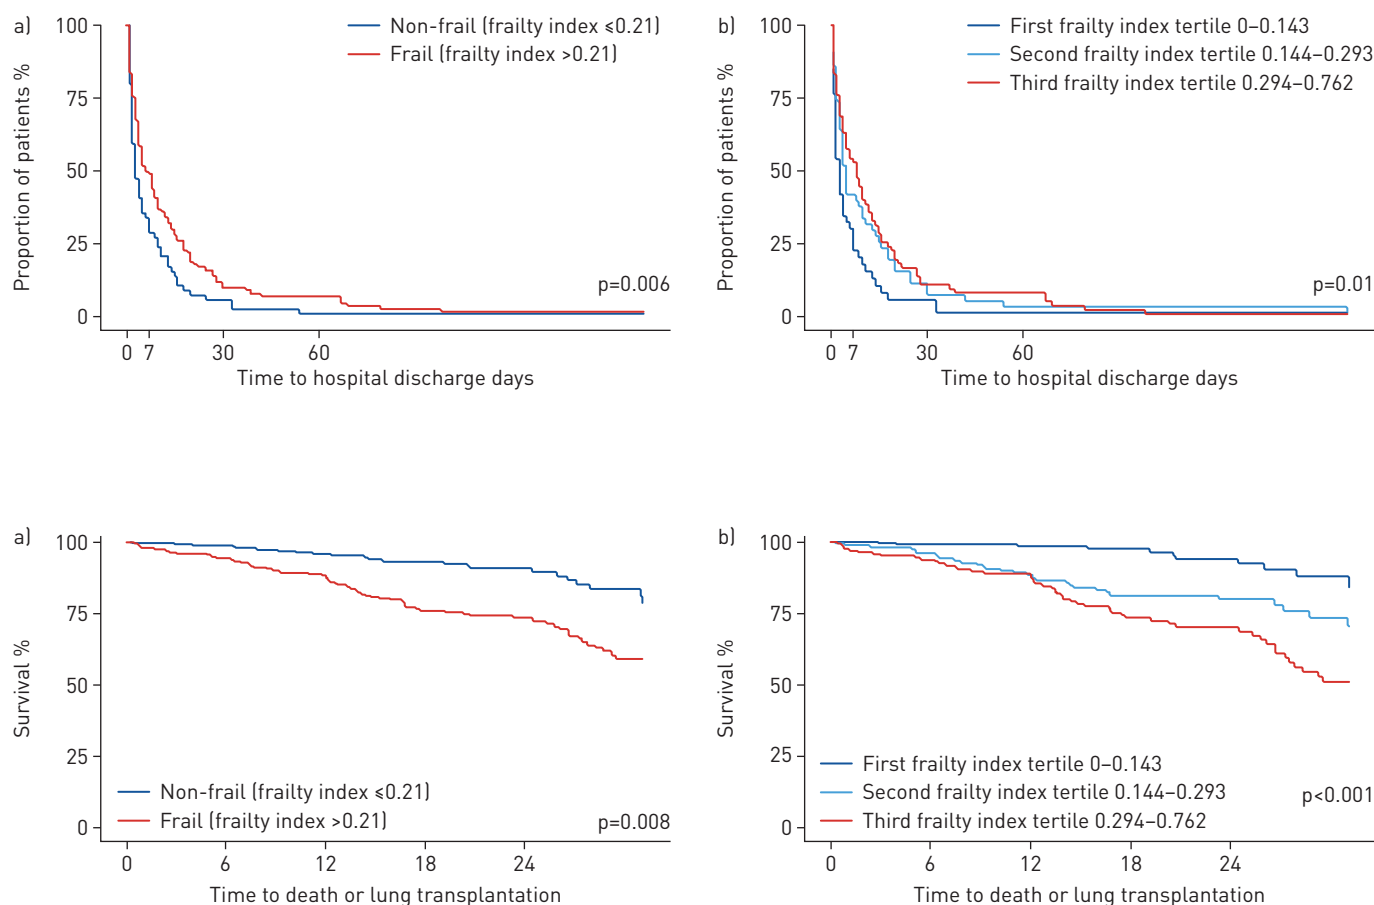 a)
100
75
50
25
0
Proportion of patients %
Non-frail (frailty index ≤0.21)
Frail (frailty index >0.21)
p=0.006
0 7 30 60
Time to hospital discharge days
b)
100
75
50
25
0
Proportion of patients %
First frailty index tertile 0–0.143
Second frailty index tertile 0.144–0.293
Third frailty index tertile 0.294–0.762
p=0.01
0 7 30 60
Time to hospital discharge days
a)
100
75
50
25
0
Survival %
Non-frail (frailty index ≤0.21)
Frail (frailty index >0.21)
p=0.008
0 6 12 18 24
Time to death or lung transplantation
b)
100
75
50
25
0
Survival %
First frailty index tertile 0–0.143
Second frailty index tertile 0.144–0.293
Third frailty index tertile 0.294–0.762
p<0.001
0 6 12 18 24
Time to death or lung transplantation